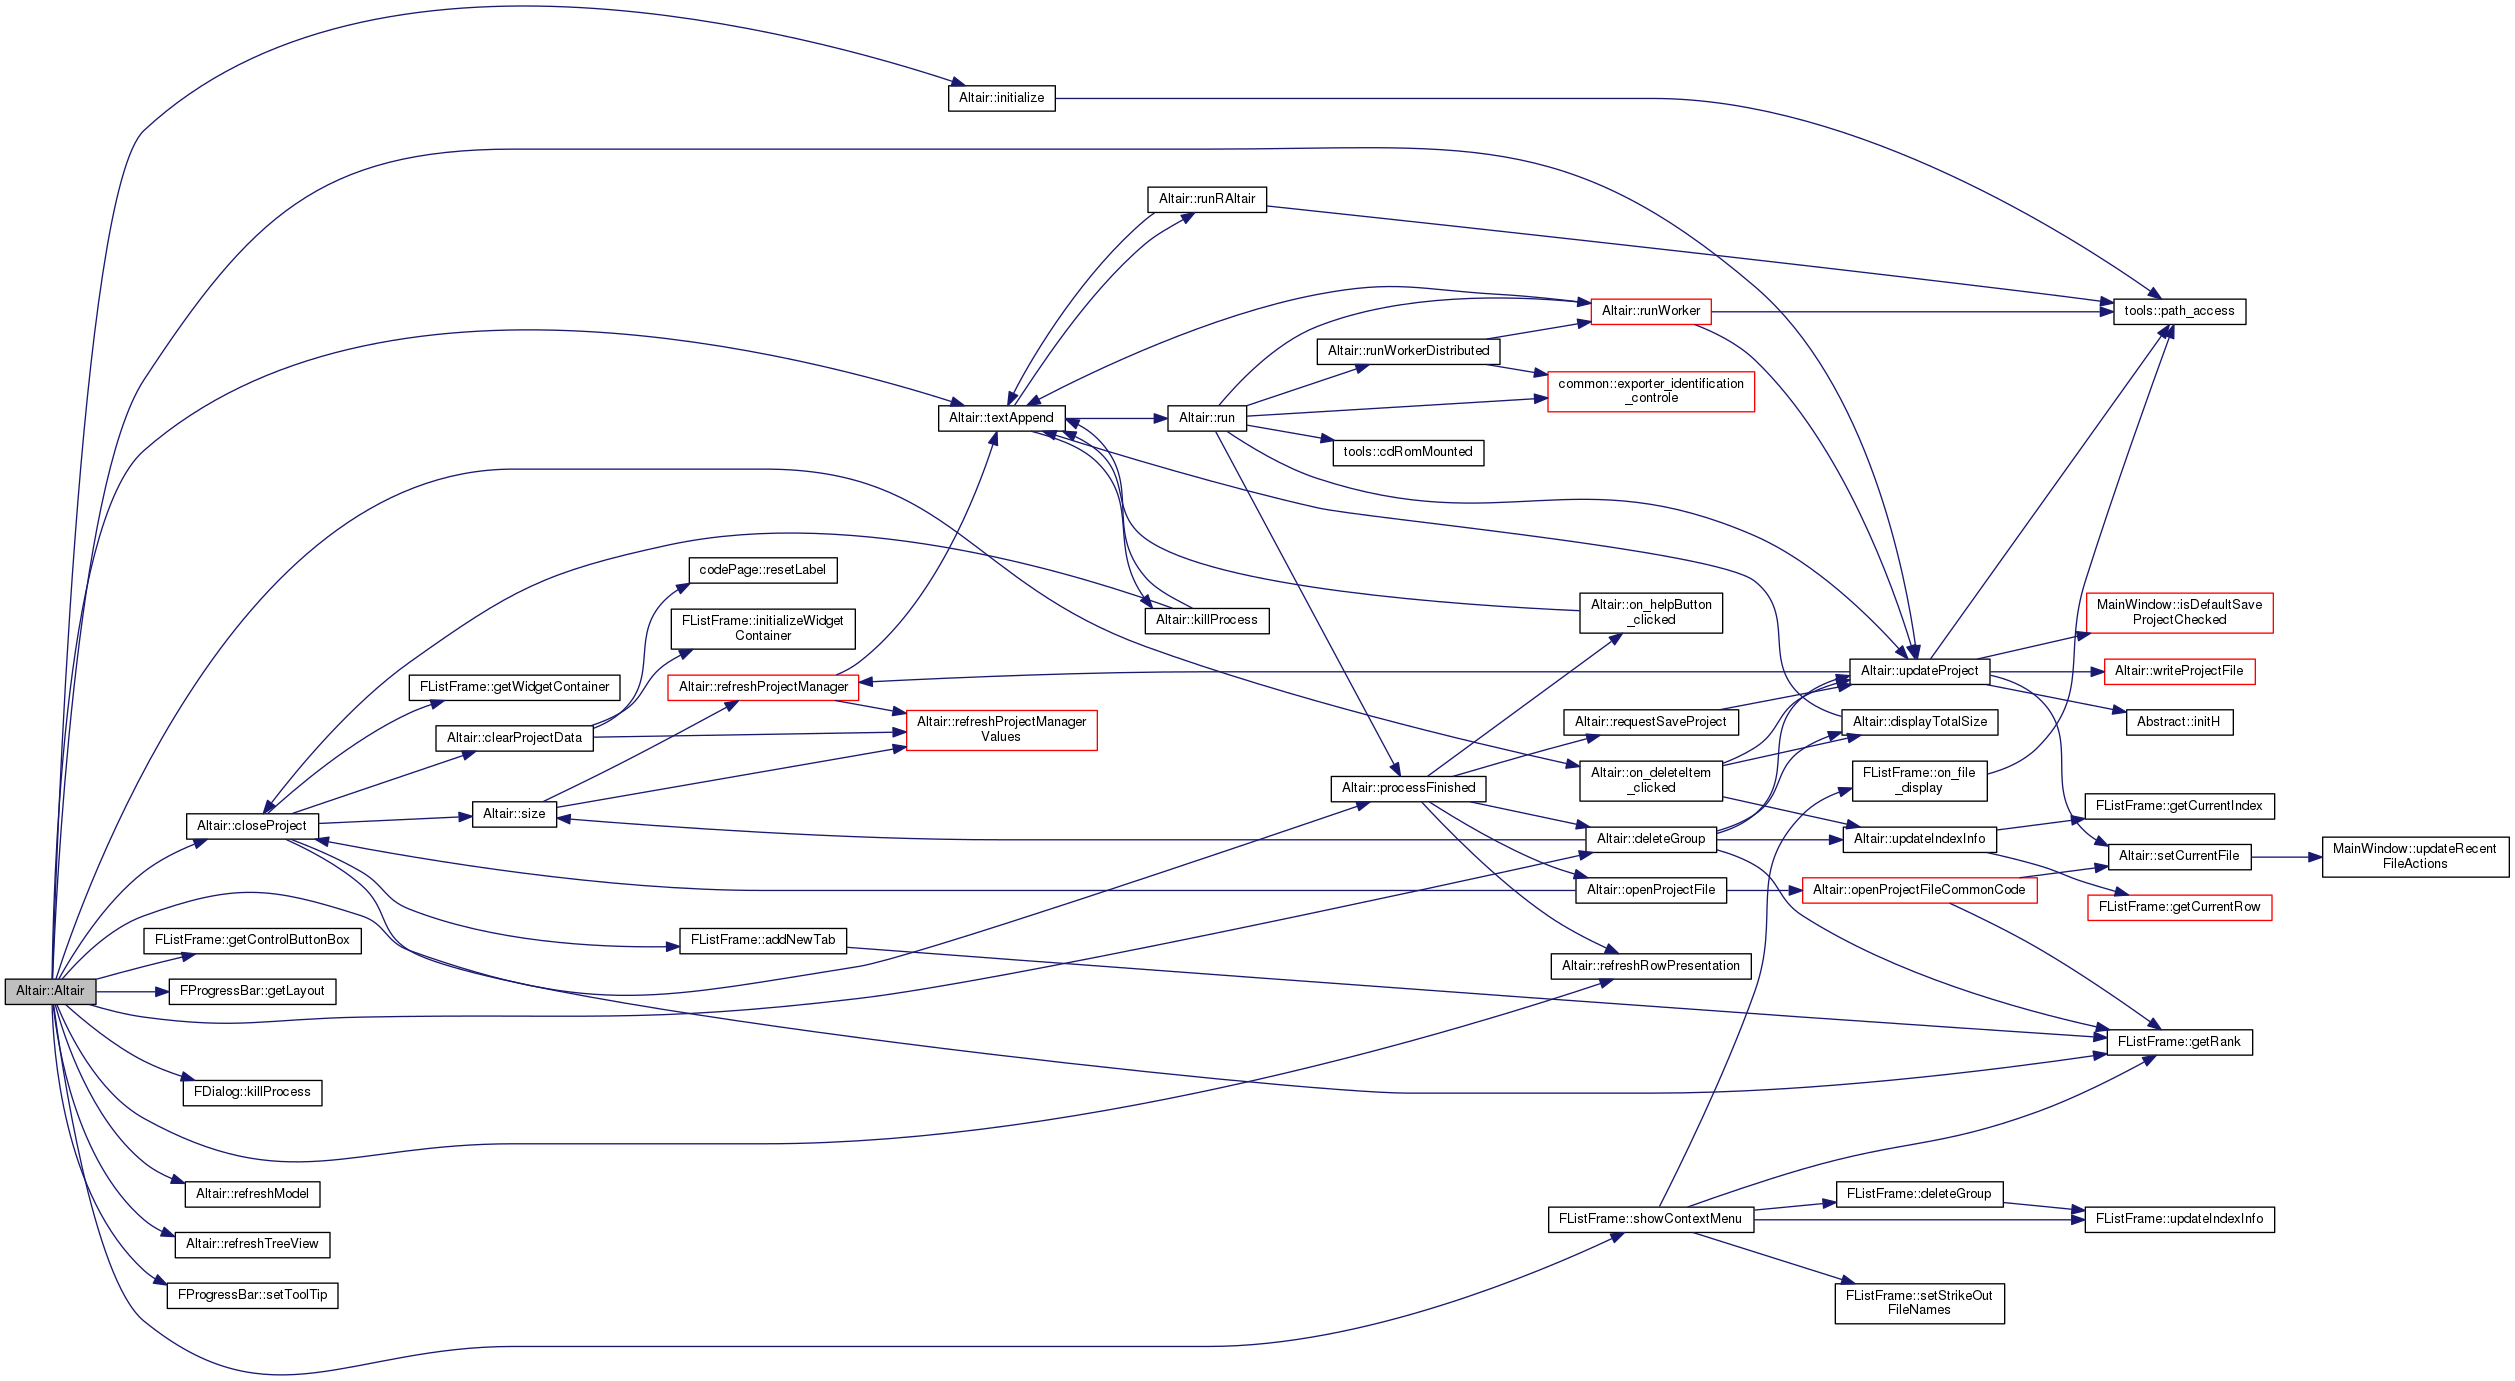 Altair::initialize
Altair::runRAltair
Altair::runWorker
tools::path_access
Altair::runWorkerDistributed
common::exporter_identification
_controle
Altair::textAppend
Altair::run
tools::cdRomMounted
codePage::resetLabel
FListFrame::initializeWidget
Container
Altair::killProcess
Altair::on_helpButton
_clicked
MainWindow::isDefaultSave
ProjectChecked
FListFrame::getWidgetContainer
Altair::refreshProjectManager
Altair::updateProject
Altair::writeProjectFile
Altair::clearProjectData
Altair::refreshProjectManager
Values
Altair::requestSaveProject
Altair::displayTotalSize
Abstract::initH
Altair::processFinished
Altair::on_deleteItem
_clicked
FListFrame::on_file
_display
FListFrame::getCurrentIndex
Altair::closeProject
Altair::size
Altair::deleteGroup
Altair::updateIndexInfo
Altair::setCurrentFile
MainWindow::updateRecent
FileActions
Altair::openProjectFile
Altair::openProjectFileCommonCode
FListFrame::getCurrentRow
FListFrame::getControlButtonBox
FListFrame::addNewTab
Altair::refreshRowPresentation
Altair::Altair
FProgressBar::getLayout
FListFrame::getRank
FDialog::killProcess
Altair::refreshModel
FListFrame::deleteGroup
FListFrame::showContextMenu
FListFrame::updateIndexInfo
Altair::refreshTreeView
FProgressBar::setToolTip
FListFrame::setStrikeOut
FileNames